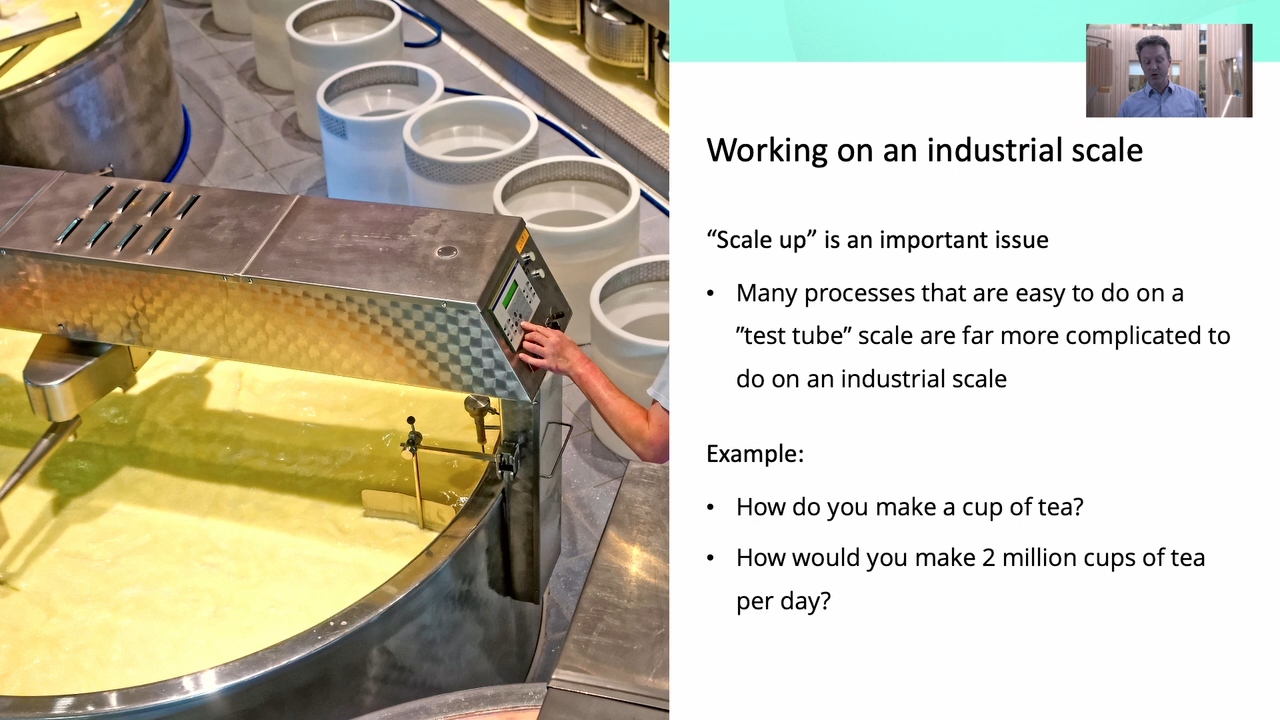 Working on an industrial scale
“Scale up” is an important issue
• Many processes that are easy to do on a
”test tube” scale are far more complicated to
do on an industrial scale
Example:
• How do you make a cup of tea?
• How would you make 2 million cups of tea
per day?